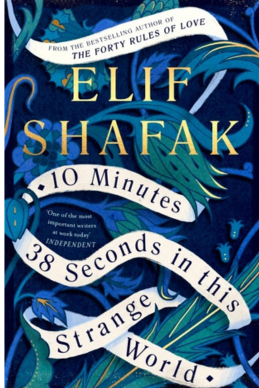 FROM THE BESTSELLING AUTHOR OF
THE FORTY RULES OF LOVE
ELIF
SHAFAK
10 Minutes
'One of the most
important writers
at work today'
INDEPENDENT
38 Seconds in this
Strange
World